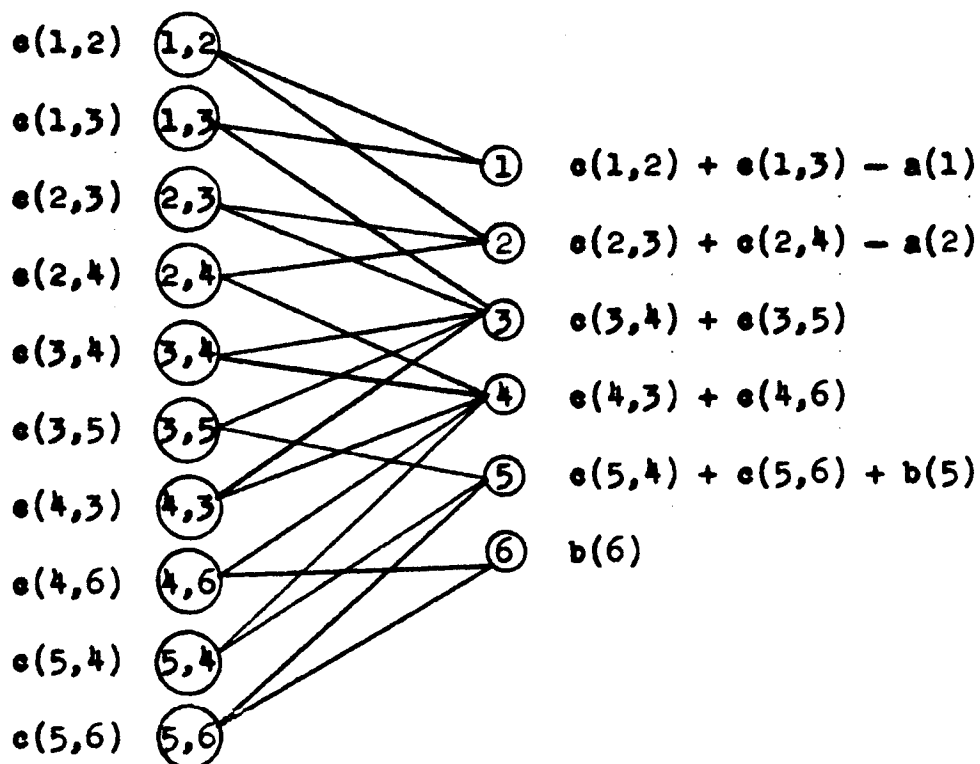 c(1,2) 1,2
c(1,3) 1,3
1 c(1,2) + c(1,3) - a(1)
c(2,3) 2,3
2 c(2,3) + c(2,4) - a(2)
c(2,4) 2,4
3 c(3,4) + c(3,5)
c(3,4) 3,4
4 c(4,3) + c(4,6)
c(3,5) 3,5
5 c(5,4) + c(5,6) + b(5)
c(4,3) 4,3
6 b(6)
c(4,6) 4,6
c(5,4) 5,4
c(5,6) 5,6